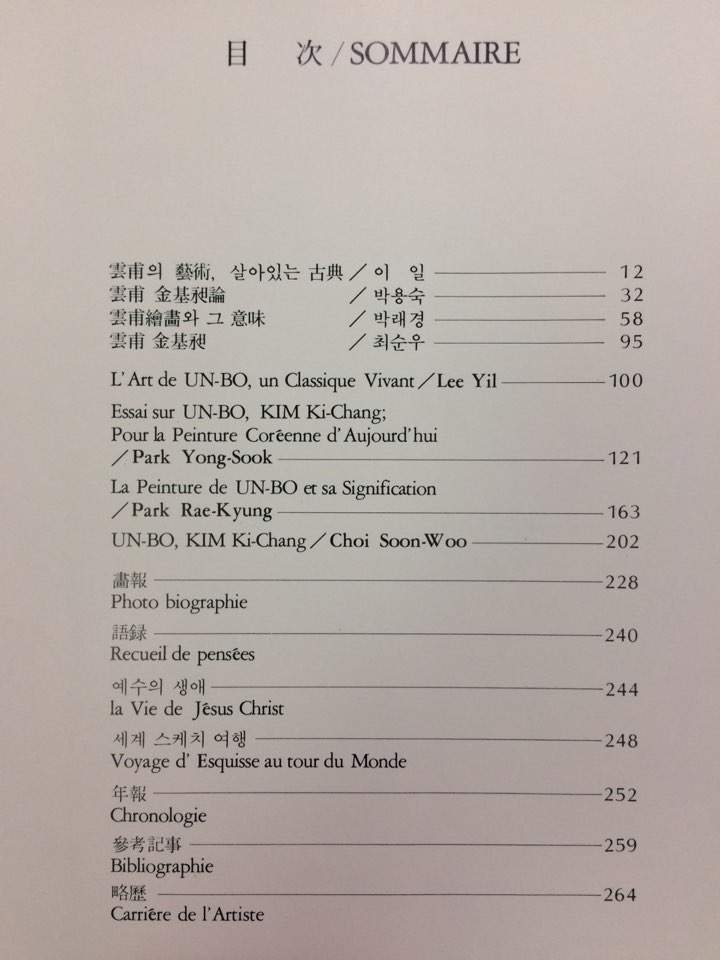 目 次 / SOMMAIRE
雲甫의 藝術, 살아있는 古典 / 이 일 12
雲甫 金基昶論 / 박용숙 32
雲甫繪畵와 그 意味 / 박래경 58
雲甫 金基昶 / 최순우 95
L'Art de UN-BO, un Classique Vivant / Lee Yil 100
Essai sur UN-BO, KIM Ki-Chang;
Pour la Peinture Coréenne d'Aujourd'hui
/ Park Yong-Sook 121
La Peinture de UN-BO et sa Signification
/ Park Rae-Kyung 163
UN-BO, KIM Ki-Chang / Choi Soon-Woo 202
畵報 228
Photo biographie
語録 240
Recueil de pensées
예수의 생애 244
la Vie de Jésus Christ
세계 스케치 여행 248
Voyage d' Esquisse au tour du Monde
年報 252
Chronologie
參考記事 259
Bibliographie
略歷 264
Carrière de l'Artiste